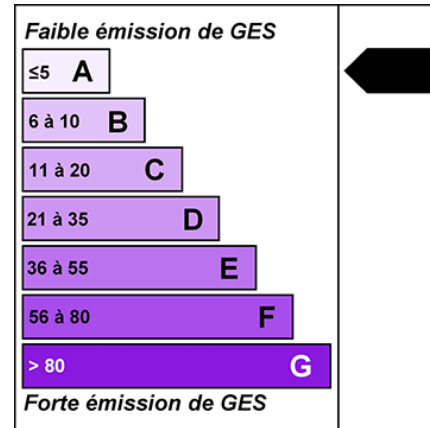 Faible émission de GES
≤5 A
6 à 10 B
11 à 20 C
21 à 35 D
36 à 55 E
56 à 80 F
> 80 G
Forte émission de GES